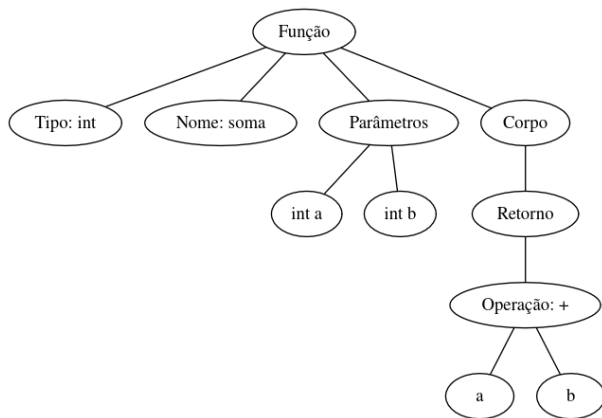 Função
Tipo: int
Nome: soma
Parâmetros
Corpo
int a
int b
Retorno
Operação: +
a
b